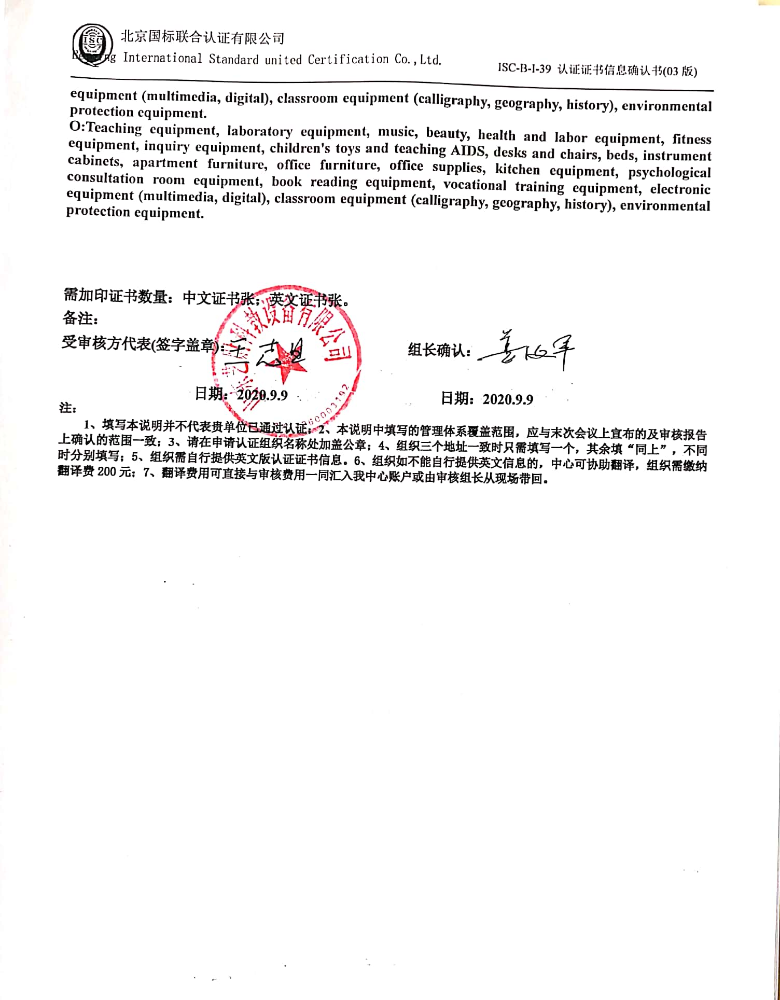 ISC
北京国标联合认证有限公司
Beijing International Standard united Certification Co.,Ltd.
ISC-B-I-39 认证证书信息确认书(03 版)
equipment (multimedia, digital), classroom equipment (calligraphy, geography, history), environmental
protection equipment.
O:Teaching equipment, laboratory equipment, music, beauty, health and labor equipment, fitness
equipment, inquiry equipment, children's toys and teaching AIDS, desks and chairs, beds, instrument
cabinets, apartment furniture, office furniture, office supplies, kitchen equipment, psychological
consultation room equipment, book reading equipment, vocational training equipment, electronic
equipment (multimedia, digital), classroom equipment (calligraphy, geography, history), environmental
protection equipment.
需加印证书数量：中文证书张；英文证书张。
备注：
受审核方代表(签字盖章)：王志
科教设备有限公司
组长确认：
日期：2020.9.9
日期：2020.9.9
注：
1、填写本说明并不代表贵单位已通过认证；2、本说明中填写的管理体系覆盖范围，应与末次会议上宣布的及审核报告
上确认的范围一致；3、请在申请认证组织名称处加盖公章；4、组织三个地址一致时只需填写一个，其余填“同上”，不同
时分别填写；5、组织需自行提供英文版认证证书信息。6、组织如不能自行提供英文信息的，中心可协助翻译，组织需缴纳
翻译费 200 元；7、翻译费用可直接与审核费用一同汇入我中心账户或由审核组长从现场带回。